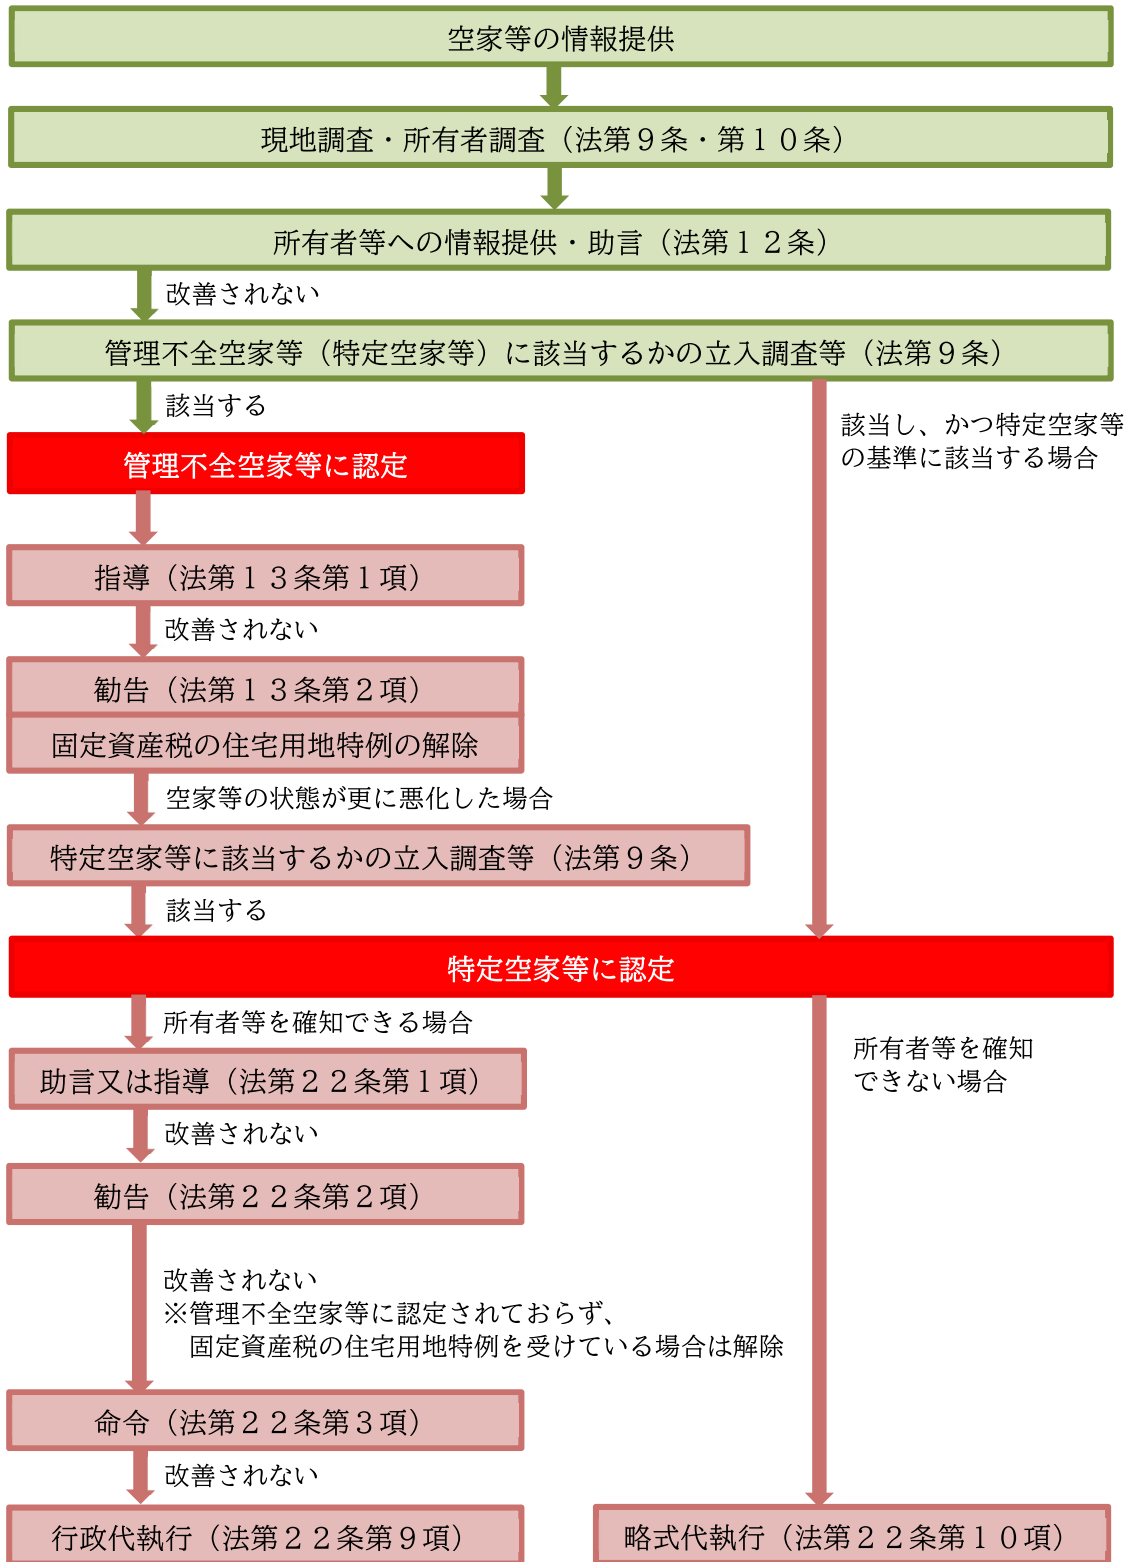 空家等の情報提供
現地調査・所有者調査（法第９条・第１０条）
所有者等への情報提供・助言（法第１２条）
改善されない
管理不全空家等（特定空家等）に該当するかの立入調査等（法第９条）
該当する
該当し、かつ特定空家等
の基準に該当する場合
管理不全空家等に認定
指導（法第１３条第１項）
改善されない
勧告（法第１３条第２項）
固定資産税の住宅用地特例の解除
空家等の状態が更に悪化した場合
特定空家等に該当するかの立入調査等（法第９条）
該当する
特定空家等に認定
所有者等を確知できる場合
所有者等を確知
できない場合
助言又は指導（法第２２条第１項）
改善されない
勧告（法第２２条第２項）
改善されない
※管理不全空家等に認定されておらず、
固定資産税の住宅用地特例を受けている場合は解除
命令（法第２２条第３項）
改善されない
行政代執行（法第２２条第９項）
略式代執行（法第２２条第１０項）